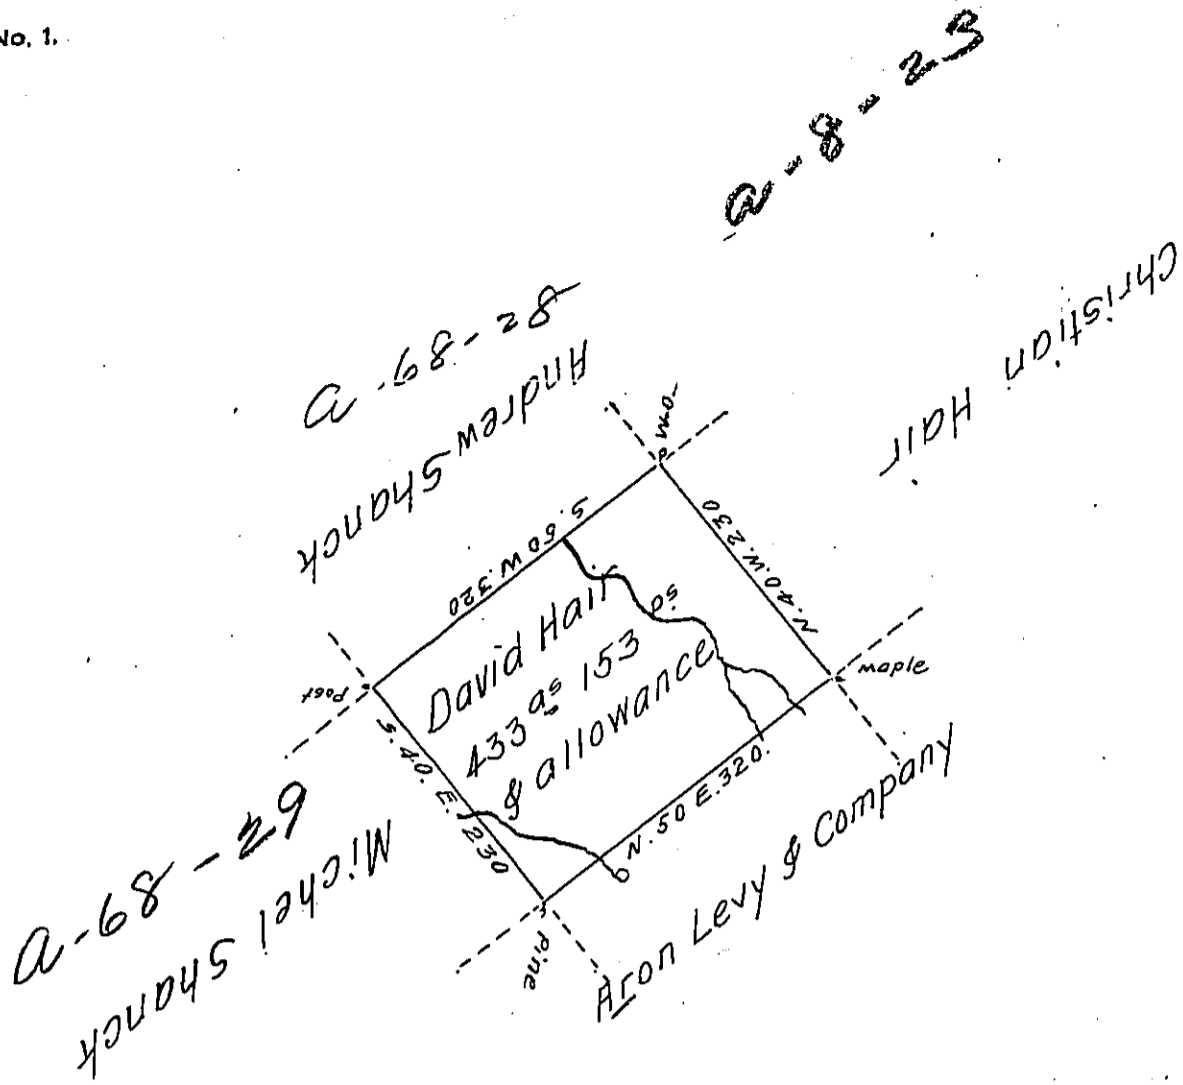 No. 1.
a-8-23
a-68-28
Andrew Shanck
Christian Hair
S. 50 W. 320
N. 40. W. 230
Post
maple
David Hair
433 as 153
& allowance
S. 40. E. 230
N. 50 E. 320.
Pine
a-68-29
Michel Shanck
Aron Levy & Company